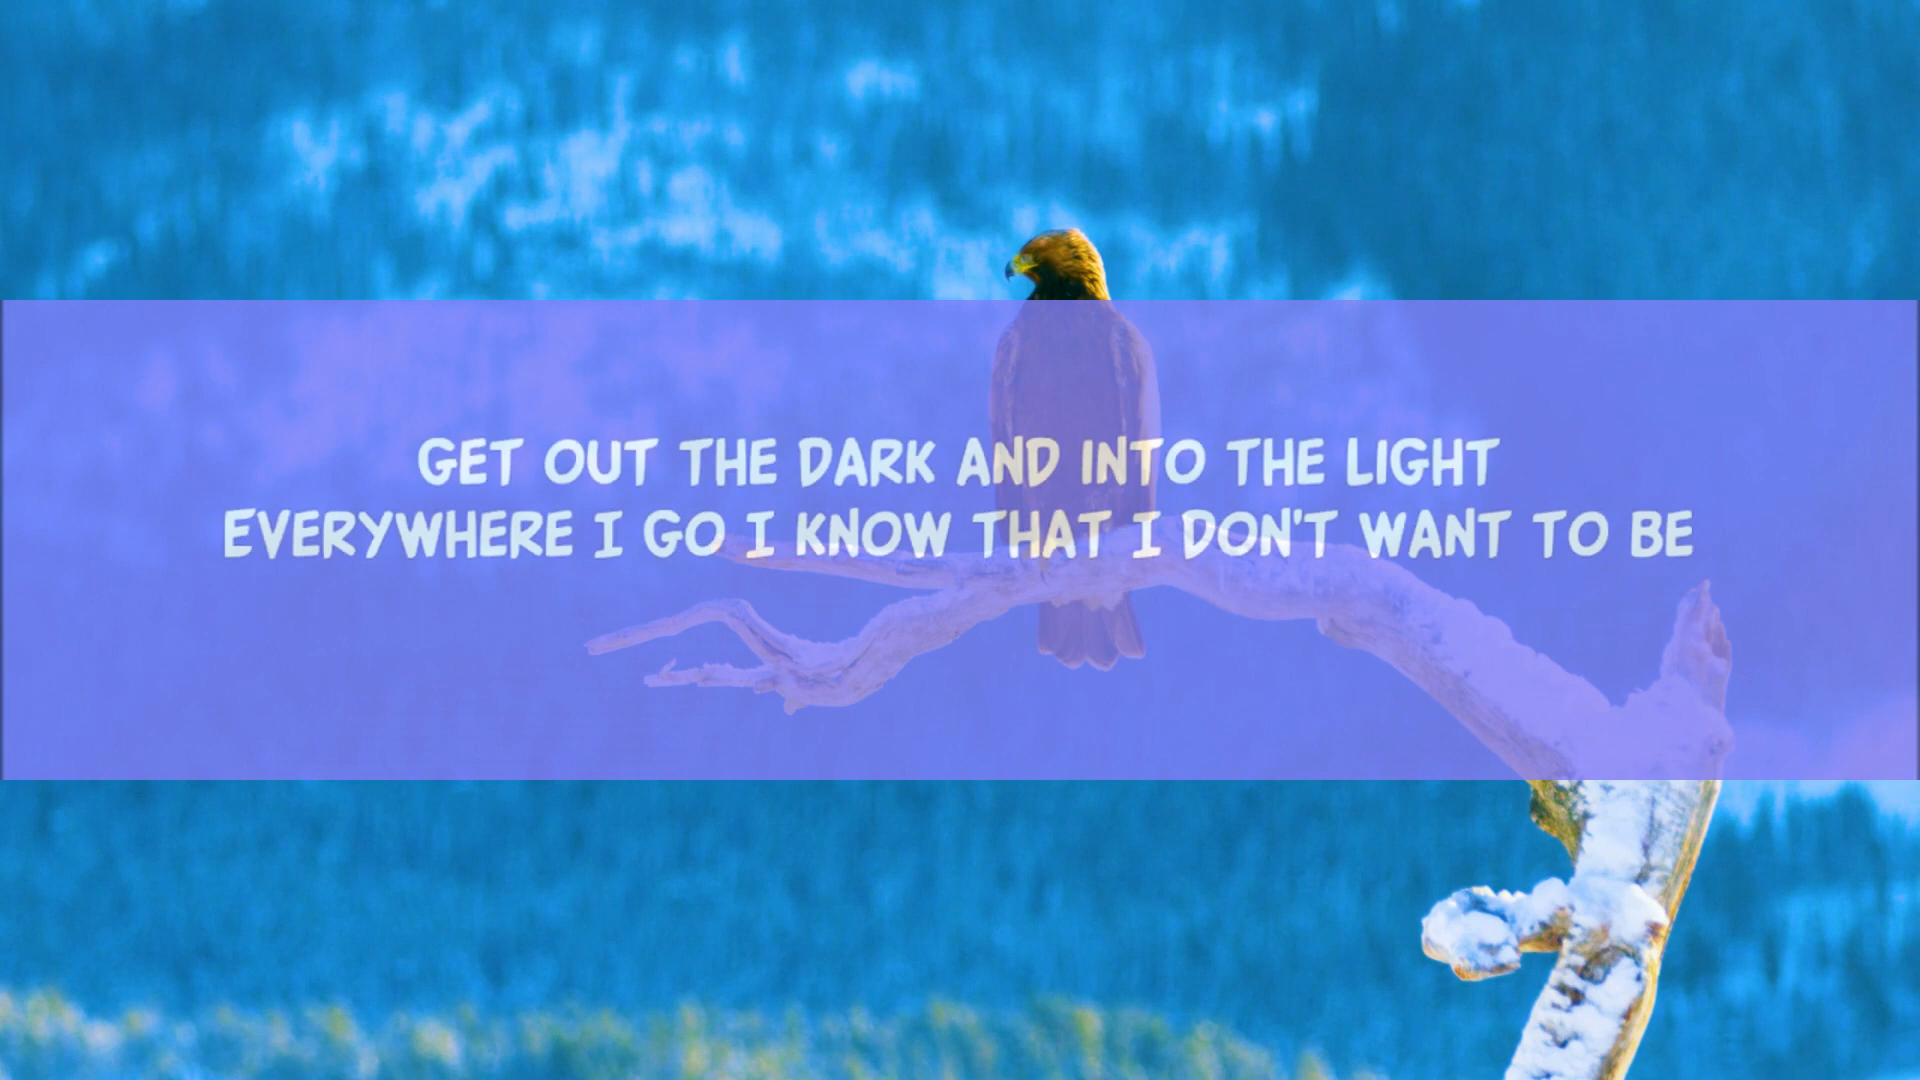 GET OUT THE DARK AND INTO THE LIGHT
EVERYWHERE I GO I KNOW THAT I DON'T WANT TO BE